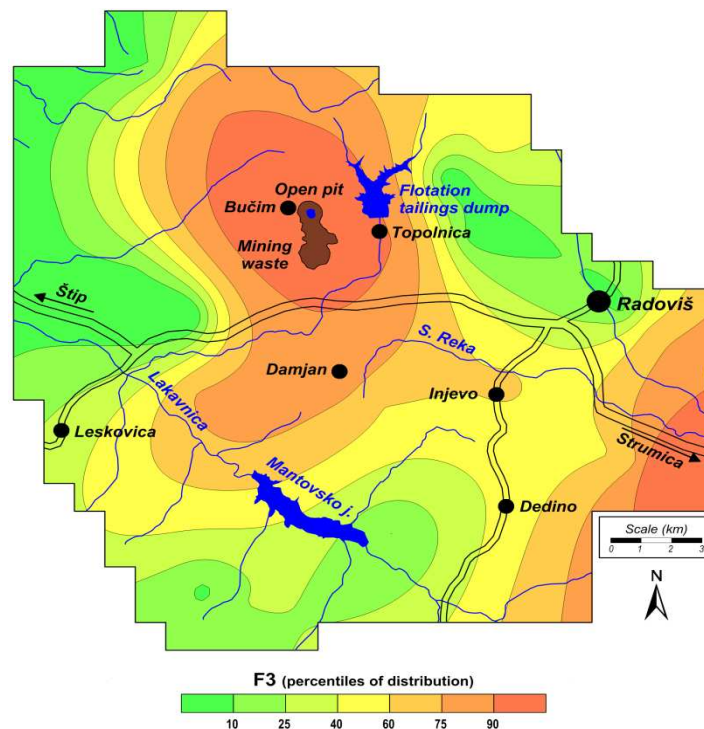 Open pit
Bučim
Flotation
tailings dump
Topolnica
Mining
waste
Štip
Radoviš
S. Reka
Damjan
Injevo
Lakavnica
Leskovica
Strumica
Mantovsko j.
Dedino
Scale (km)
0 1 2 3
N
F3 (percentiles of distribution)
10 25 40 60 75 90